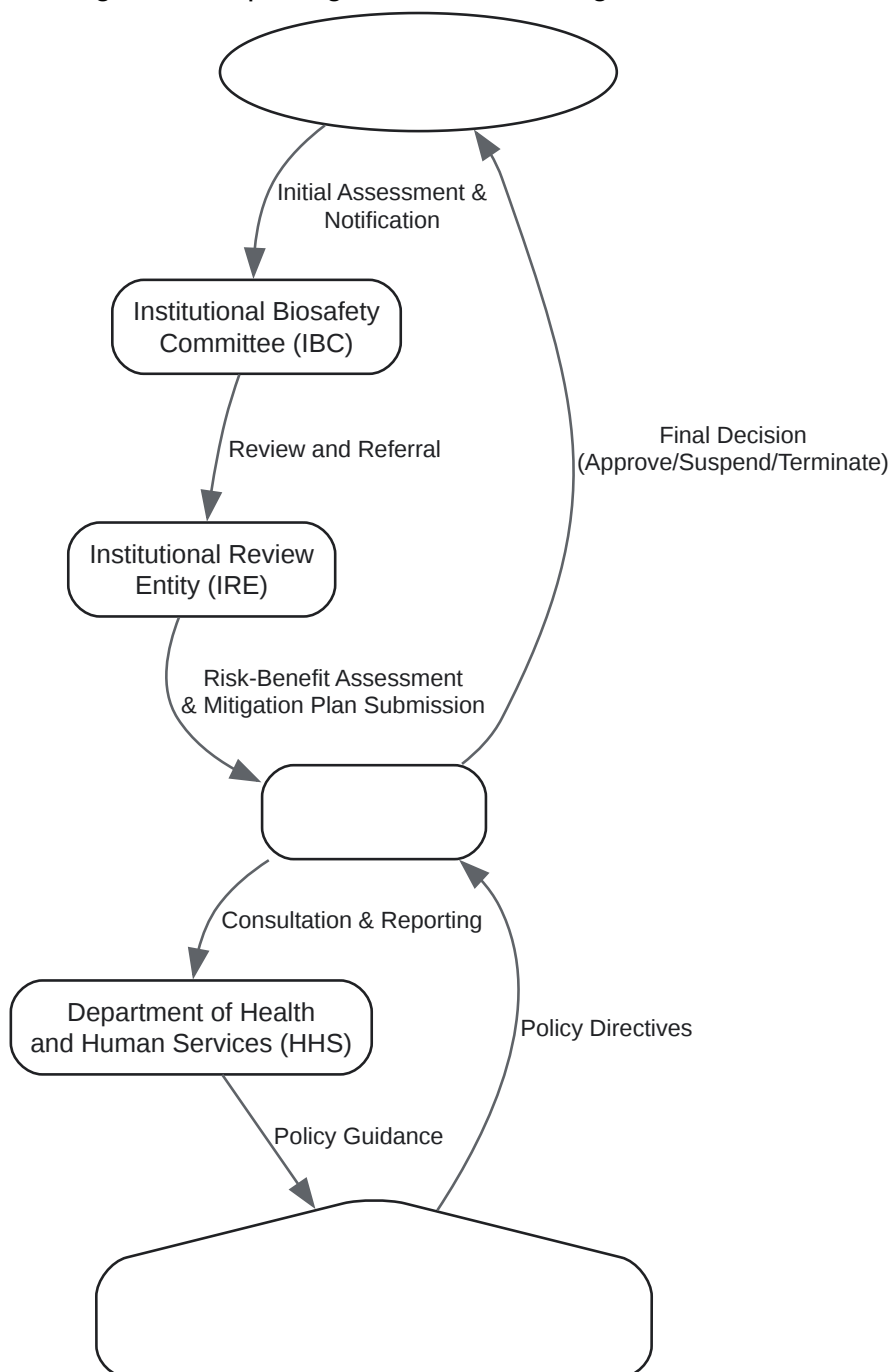 Initial Assessment &
Notification
Institutional Biosafety
Committee (IBC)
Review and Referral
Final Decision
(Approve/Suspend/Terminate)
Institutional Review
Entity (IRE)
Risk-Benefit Assessment
& Mitigation Plan Submission
Consultation & Reporting
Department of Health
and Human Services (HHS)
Policy Directives
Policy Guidance